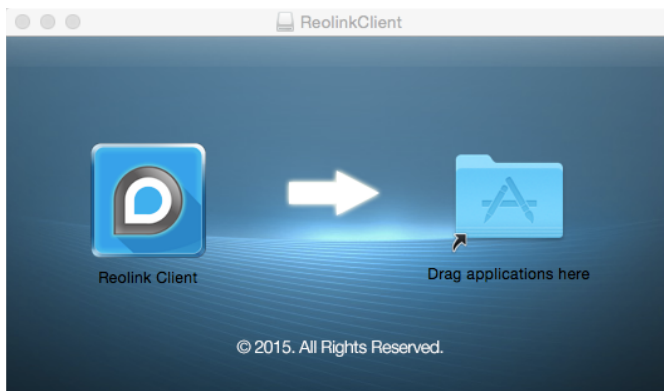 ReolinkClient
Reolink Client
Drag applications here
© 2015. All Rights Reserved.